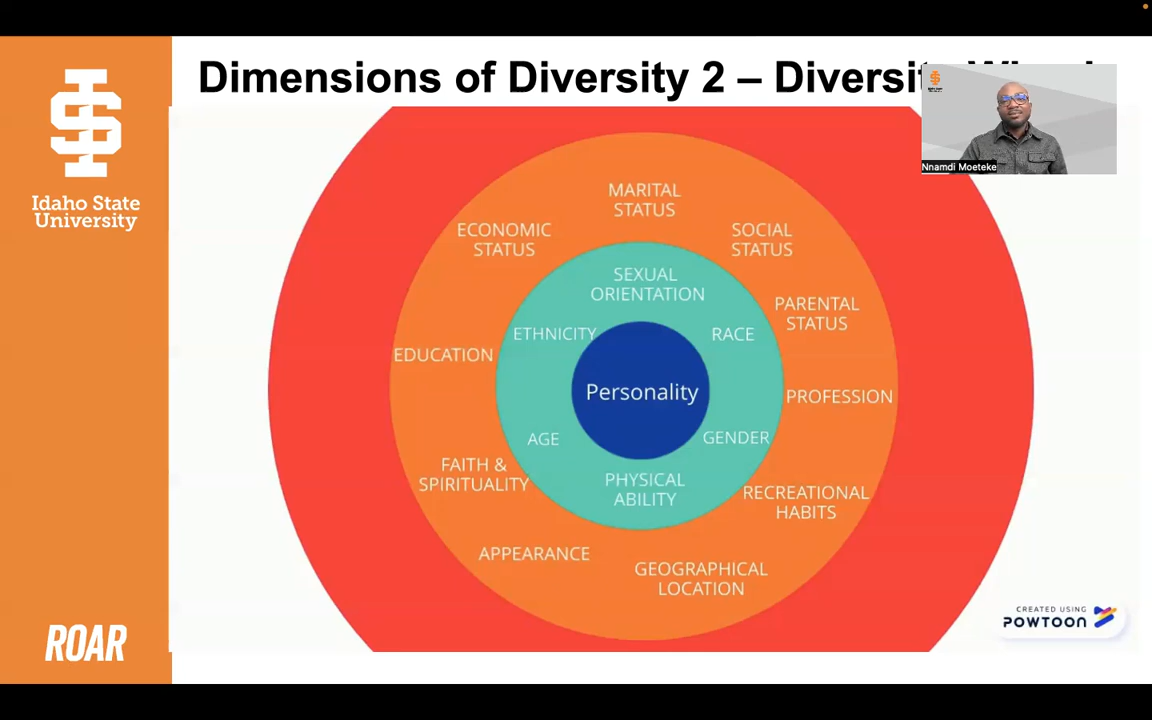 Dimensions of Diversity 2 –
Nnamdi Moeteke
Idaho State
University
MARITAL
STATUS
ECONOMIC
STATUS
SOCIAL
STATUS
SEXUAL
ORIENTATION
PARENTAL
STATUS
ETHNICITY
RACE
EDUCATION
Personality
PROFESSION
AGE
GENDER
FAITH &
SPIRITUALITY
PHYSICAL
ABILITY
RECREATIONAL
HABITS
APPEARANCE
GEOGRAPHICAL
LOCATION
CREATED USING
POWTOON
ROAR